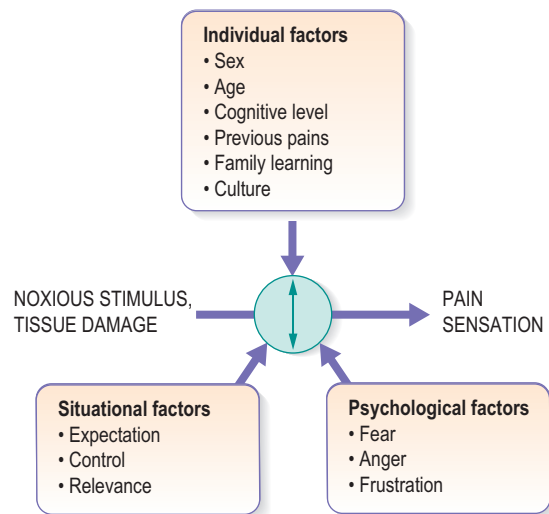 Individual factors
• Sex
• Age
• Cognitive level
• Previous pains
• Family learning
• Culture
NOXIOUS STIMULUS,
TISSUE DAMAGE
PAIN
SENSATION
Situational factors
• Expectation
• Control
• Relevance
Psychological factors
• Fear
• Anger
• Frustration